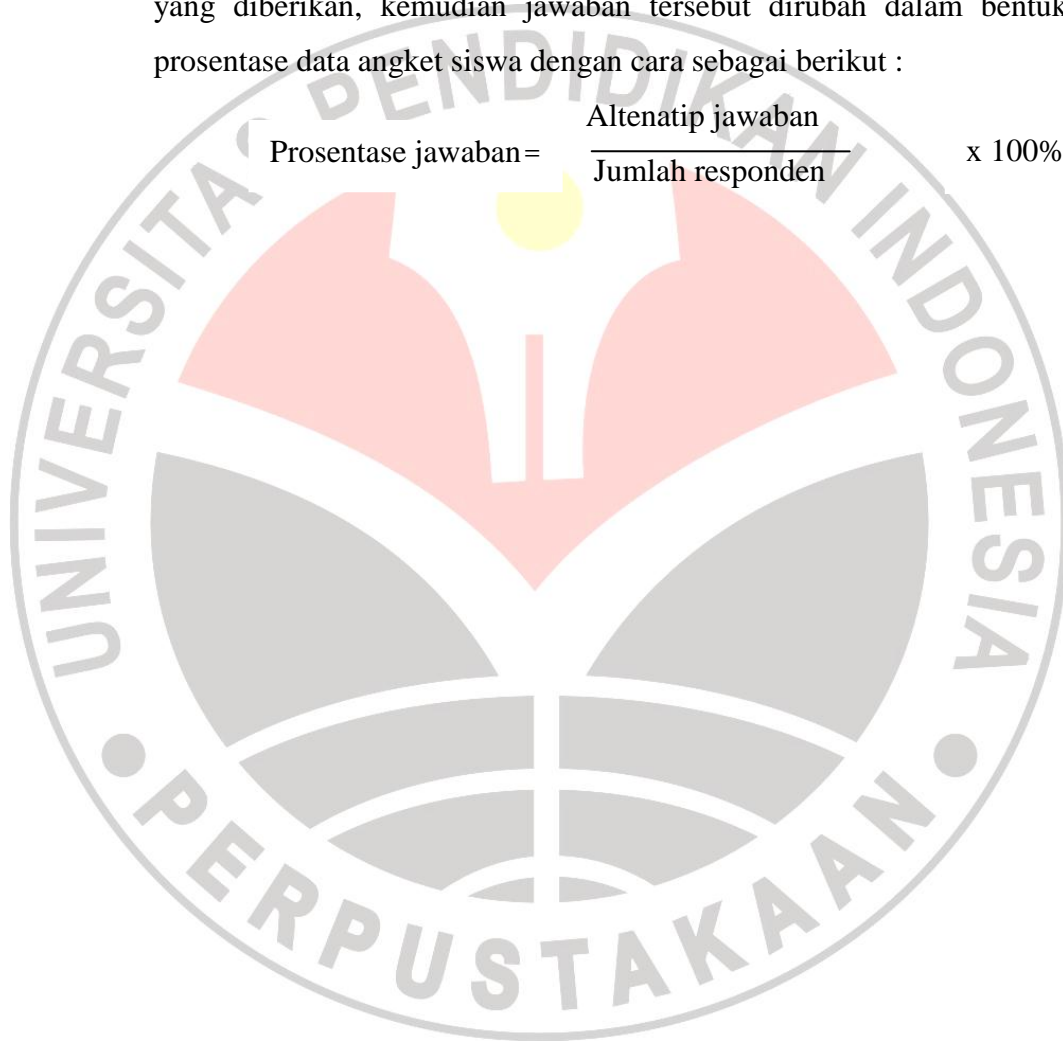 yang diberikan, kemudian jawaban tersebut dirubah dalam bentuk
prosentase data angket siswa dengan cara sebagai berikut :
Altenatip jawaban
Prosentase jawaban = x 100%
Jumlah responden
UNIVERSITAS PENDIDIKAN INDONESIA
PERPUSTAKAAN